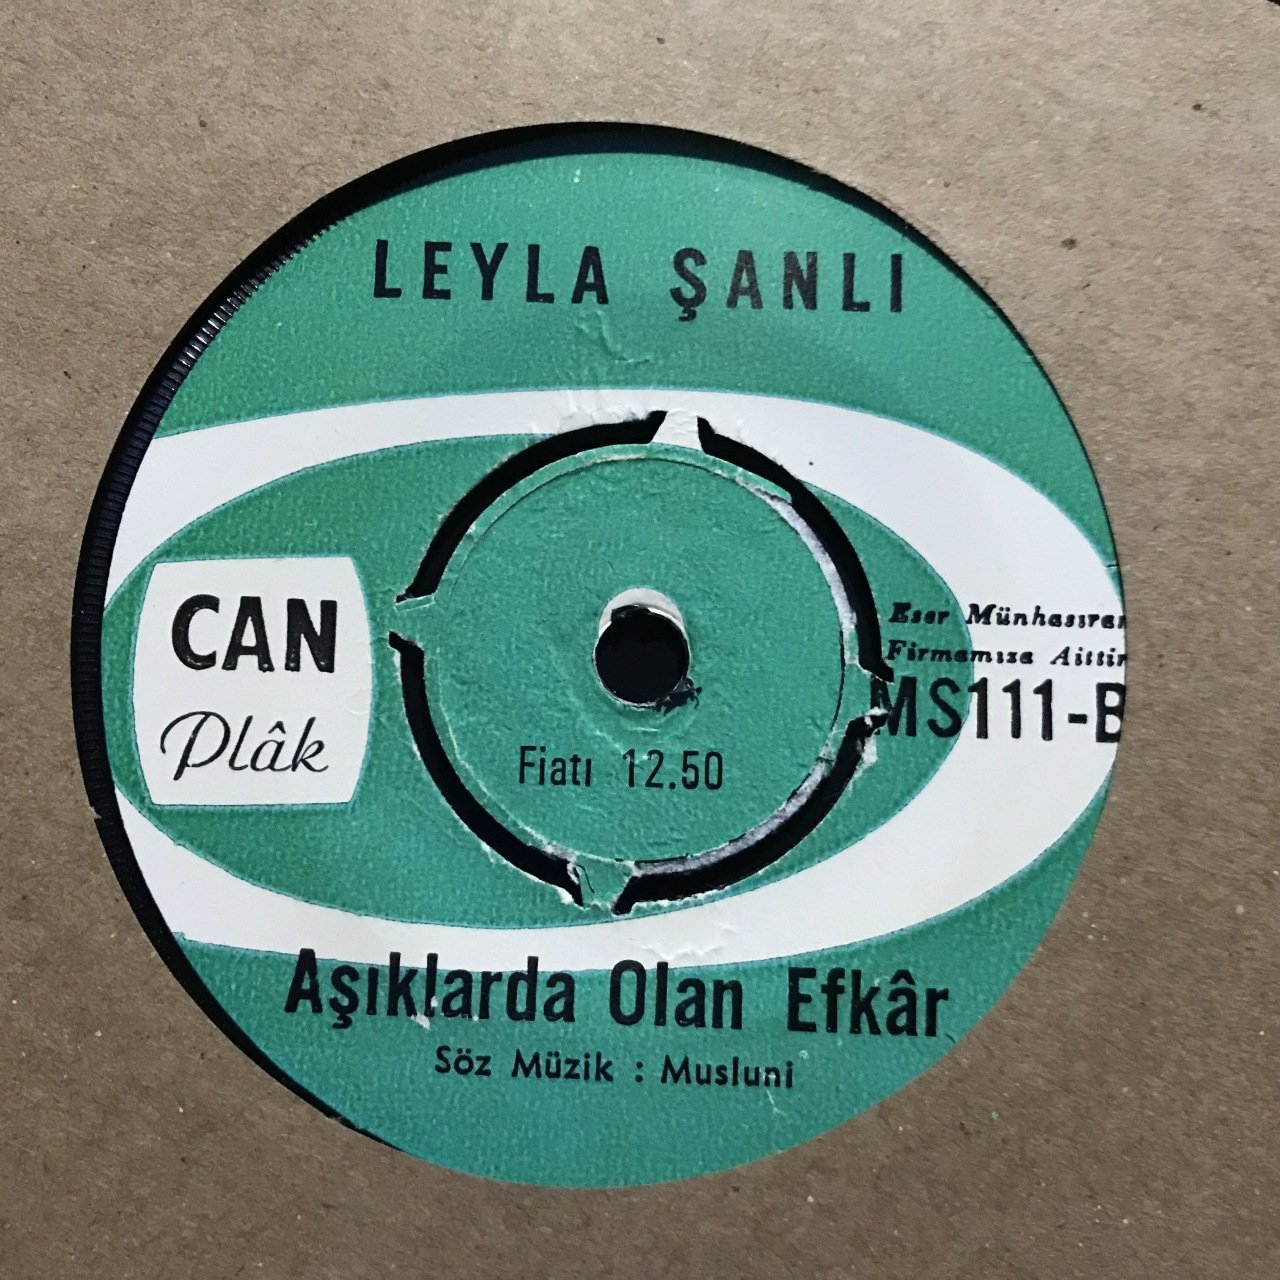 LEYLA ŞANLI
CAN
Plâk
Eser Münhasıran
Firmamıza Aittir
MS111-B
Fiatı 12.50
Aşıklarda Olan Efkâr
Söz Müzik : Musluni